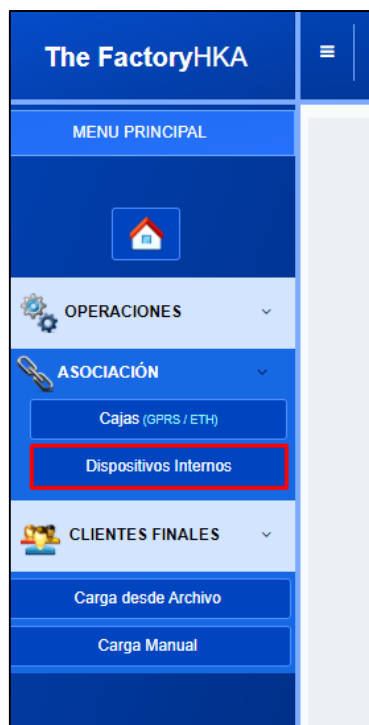 The FactoryHKA
MENU PRINCIPAL
OPERACIONES
ASOCIACIÓN
Cajas (GPRS / ETH)
Dispositivos Internos
CLIENTES FINALES
Carga desde Archivo
Carga Manual